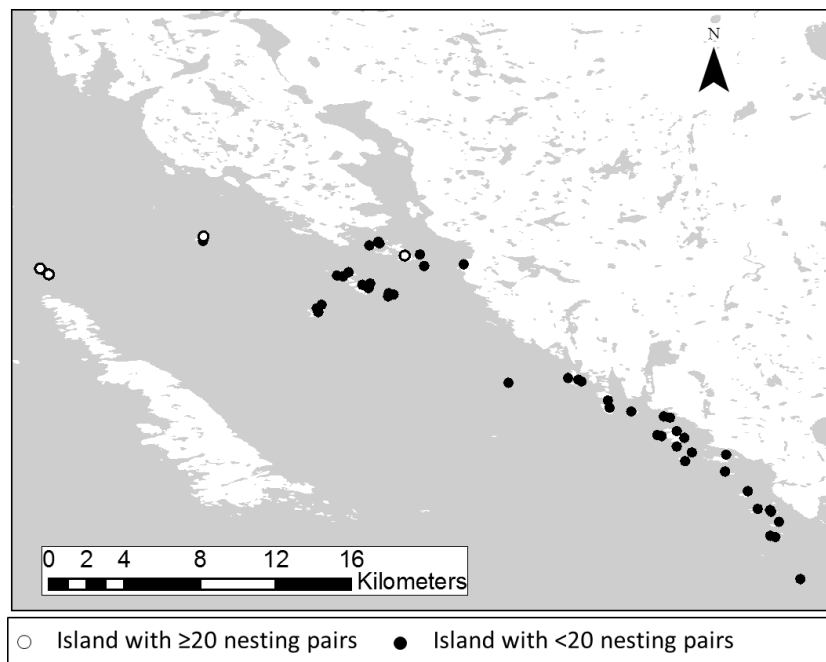 N
0 2 4 8 12 16
Kilometers
Island with ≥20 nesting pairs Island with <20 nesting pairs